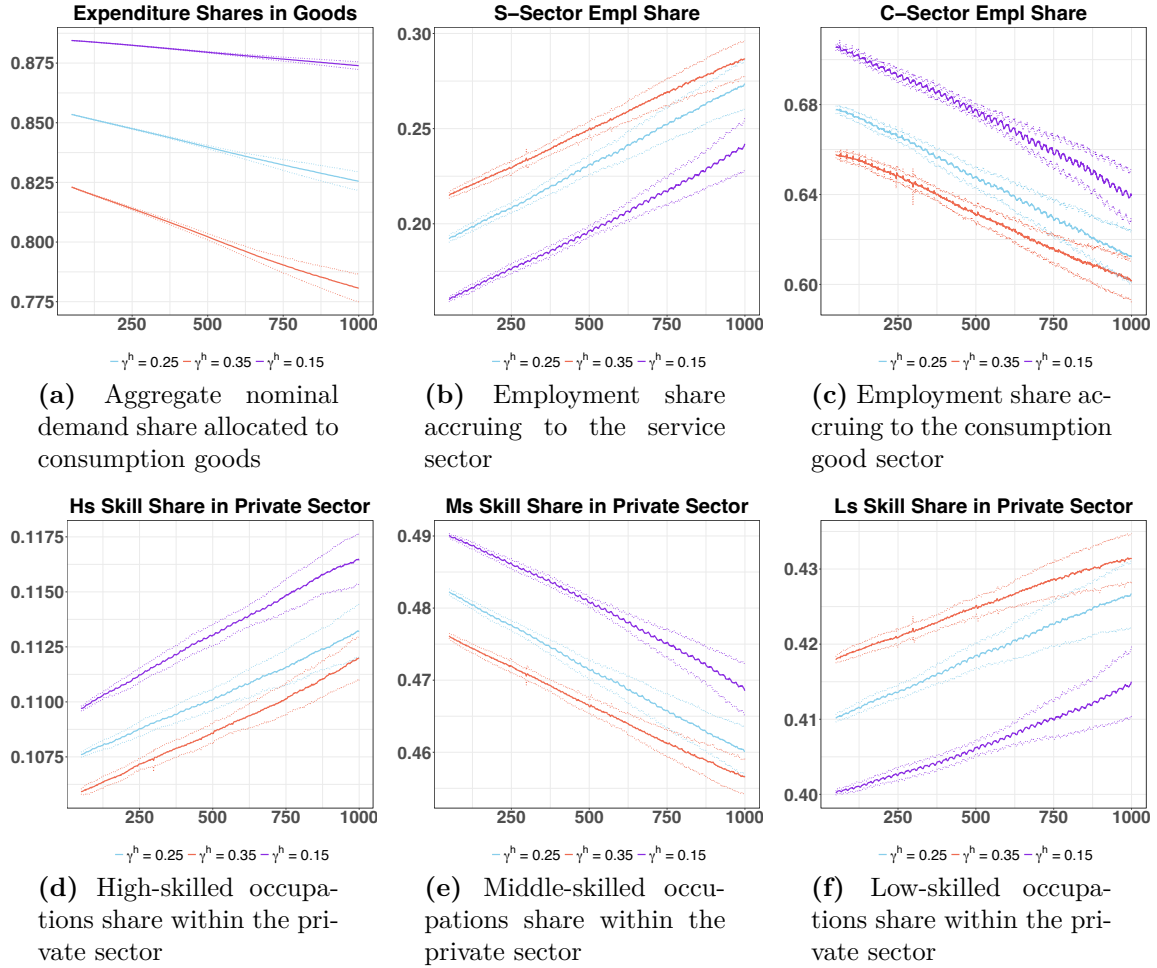 Expenditure Shares in Goods
0.875
0.850
0.825
0.800
0.775
250 500 750 1000
γʰ = 0.25 γʰ = 0.35 γʰ = 0.15
(a) Aggregate nominal
demand share allocated to
consumption goods
S−Sector Empl Share
0.30
0.25
0.20
250 500 750 1000
γʰ = 0.25 γʰ = 0.35 γʰ = 0.15
(b) Employment share
accruing to the service
sector
C−Sector Empl Share
0.68
0.64
0.60
250 500 750 1000
γʰ = 0.25 γʰ = 0.35 γʰ = 0.15
(c) Employment share ac-
cruing to the consumption
good sector
Hs Skill Share in Private Sector
0.1175
0.1150
0.1125
0.1100
0.1075
250 500 750 1000
γʰ = 0.25 γʰ = 0.35 γʰ = 0.15
(d) High-skilled occupa-
tions share within the pri-
vate sector
Ms Skill Share in Private Sector
0.49
0.48
0.47
0.46
250 500 750 1000
γʰ = 0.25 γʰ = 0.35 γʰ = 0.15
(e) Middle-skilled occu-
pations share within the
private sector
Ls Skill Share in Private Sector
0.43
0.42
0.41
0.40
250 500 750 1000
γʰ = 0.25 γʰ = 0.35 γʰ = 0.15
(f) Low-skilled occupa-
tions share within the pri-
vate sector